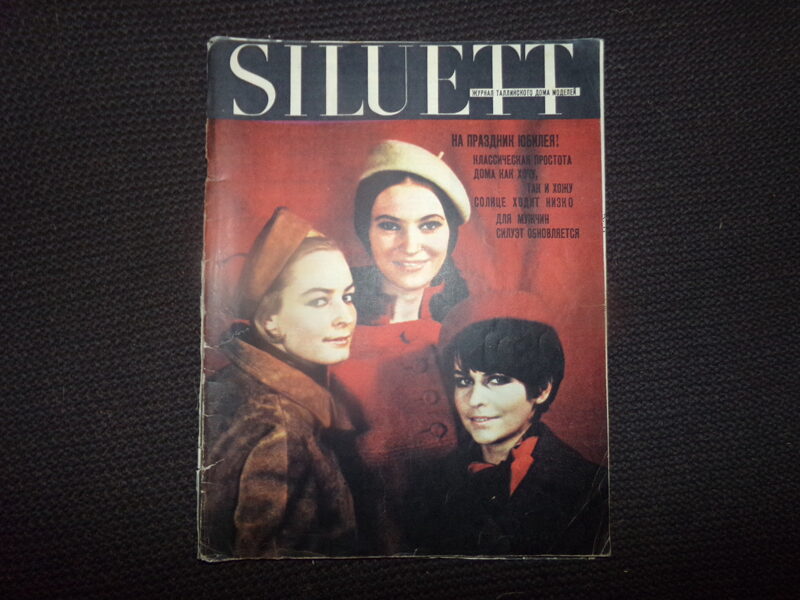 SILUETT
ЖУРНАЛ ТАЛЛИНСКОГО ДОМА МОДЕЛЕЙ
НА ПРАЗДНИК ЮБИЛЕЯ!
КЛАССИЧЕСКАЯ ПРОСТОТА
ДОМА КАК ХОЧУ,
ТАК И ХОЖУ
СОЛНЦЕ ХОДИТ НИЗКО
ДЛЯ МУЖЧИН
СИЛУЭТ ОБНОВЛЯЕТСЯ